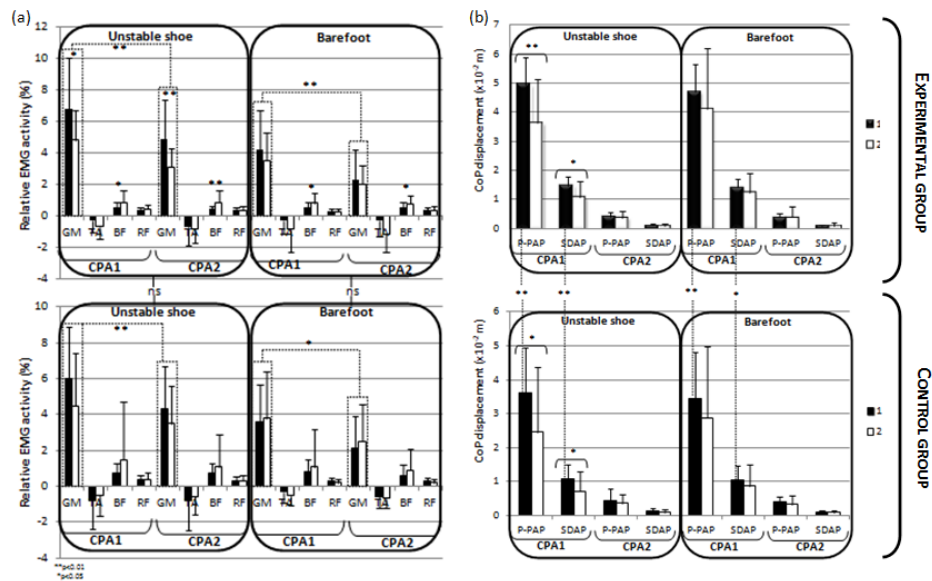 (a)
Relative EMG activity (%)
12
10
8
6
4
2
0
-2
-4
Unstable shoe
Barefoot
*
**
**
*
**
**
*
*
GM TA BF RF GM TA BF RF GM TA BF RF GM TA BF RF
CPA1
CPA2
CPA1
CPA2
ns
ns
Relative EMG activity (%)
10
8
6
4
2
0
-2
-4
Unstable shoe
Barefoot
**
*
GM TA BF RF GM TA BF RF GM TA BF RF GM TA BF RF
CPA1
CPA2
CPA1
CPA2
**p<0.01
*p<0.05
(b)
CoP displacement (x10⁻² m)
7
6
5
4
3
2
1
0
Unstable shoe
Barefoot
**
*
P-PAP SDAP P-PAP SDAP P-PAP SDAP P-PAP SDAP
CPA1
CPA2
CPA1
CPA2
1
2
EXPERIMENTAL GROUP
**
**
**
*
CoP displacement (x10⁻² m)
5
4
3
2
1
0
Unstable shoe
Barefoot
*
*
P-PAP SDAP P-PAP SDAP P-PAP SDAP P-PAP SDAP
CPA1
CPA2
CPA1
CPA2
1
2
CONTROL GROUP